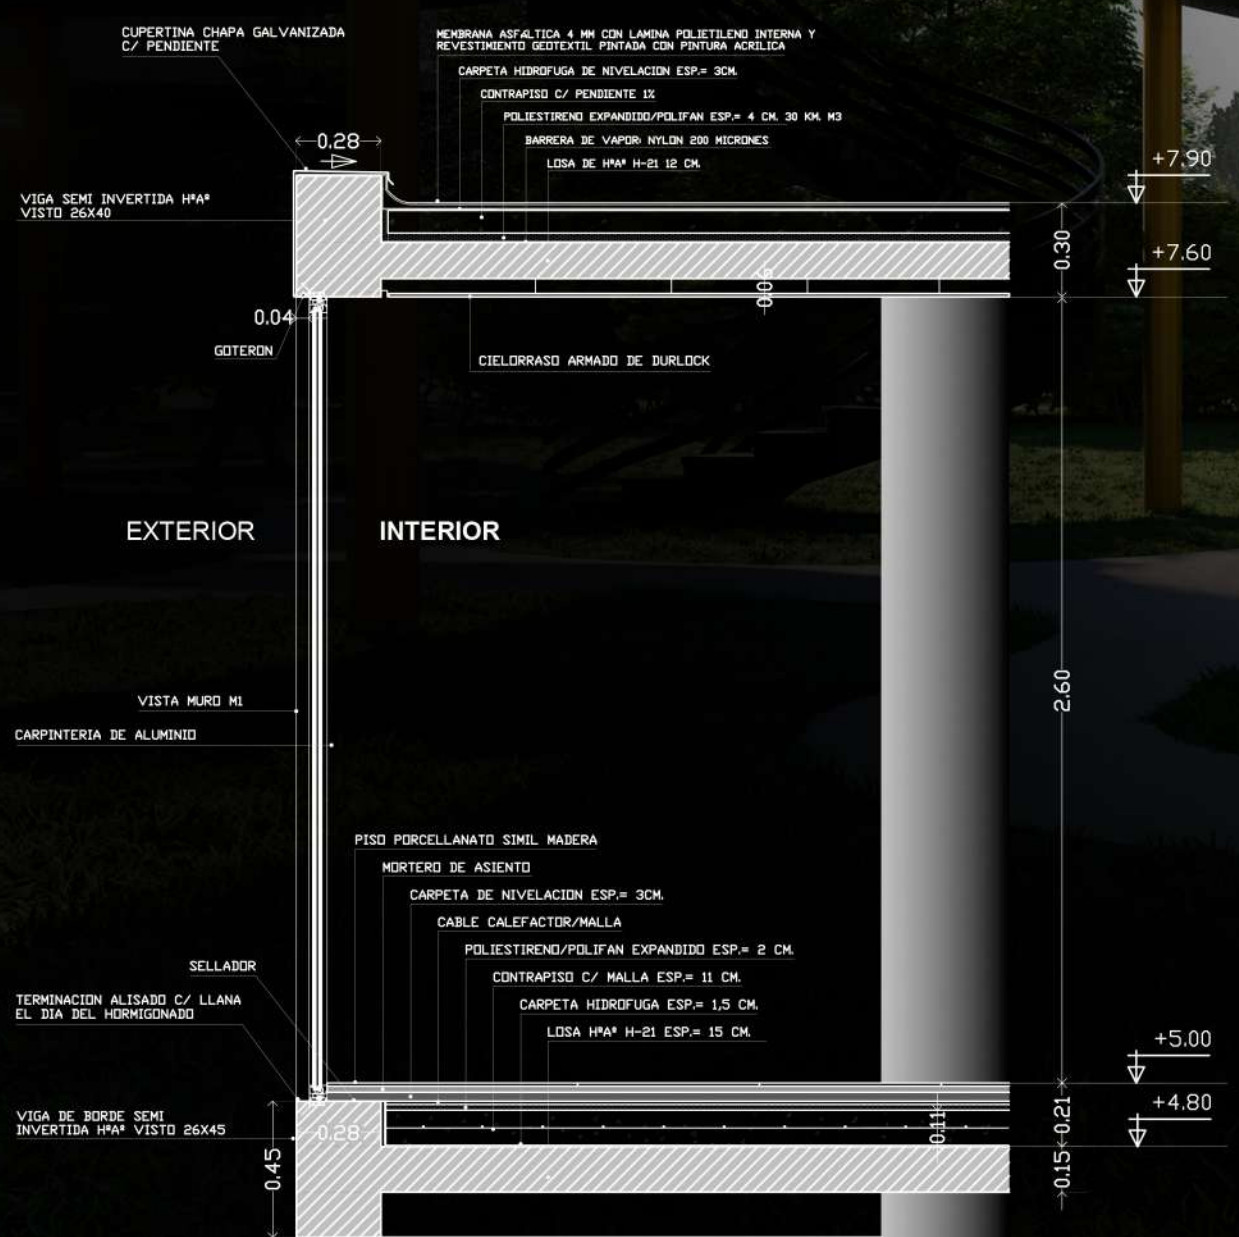 CUPERTINA CHAPA GALVANIZADA
C/ PENDIENTE
MEMBRANA ASFALTICA 4 MM CON LAMINA POLIETILENO INTERNA Y
REVESTIMIENTO GEOTEXTIL PINTADA CON PINTURA ACRILICA
CARPETA HIDROFUGA DE NIVELACION ESP.= 3CM.
CONTRAPISO C/ PENDIENTE 1%
POLIESTIRENO EXPANDIDO/POLIFAN ESP.= 4 CM. 30 KM. M3
BARRERA DE VAPOR: NYLON 200 MICRONES
LOSA DE HªAª H-21 12 CM.
0.28
+7.90
VIGA SEMI INVERTIDA HªAª
VISTO 26X40
0.30
+7.60
0.06
0.04
GOTERON
CIELORRASO ARMADO DE DURLOCK
EXTERIOR
INTERIOR
2.60
VISTA MURO M1
CARPINTERIA DE ALUMINIO
PISO PORCELLANATO SIMIL MADERA
MORTERO DE ASIENTO
CARPETA DE NIVELACION ESP.= 3CM.
CABLE CALEFACTOR/MALLA
POLIESTIRENO/POLIFAN EXPANDIDO ESP.= 2 CM.
CONTRAPISO C/ MALLA ESP.= 11 CM.
CARPETA HIDROFUGA ESP.= 1,5 CM.
LOSA HªAª H-21 ESP.= 15 CM.
SELLADOR
TERMINACION ALISADO C/ LLANA
EL DIA DEL HORMIGONADO
+5.00
+4.80
VIGA DE BORDE SEMI
INVERTIDA HªAª VISTO 26X45
0.28
0.11
0.21
0.45
0.15